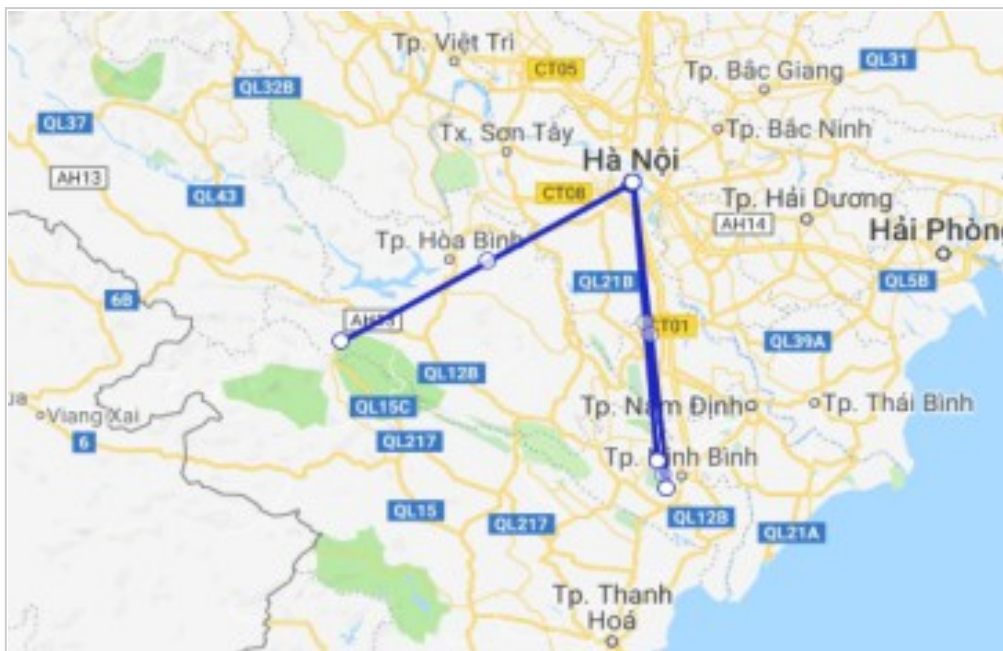 Tp. Việt Trì
CT05
QL31
QL32B
Tp. Bắc Giang
QL37
Tx. Sơn Tây
Tp. Bắc Ninh
Hà Nội
AH13
QL43
CT08
Tp. Hải Dương
AH14
Hải Phòng
Tp. Hòa Bình
QL21B
QL5B
6B
CT01
QL39A
QL12B
QL15C
Viang Xai
Tp. Nam Định
Tp. Thái Bình
6
QL217
Tp. Ninh Bình
QL15
QL217
QL12B
QL21A
Tp. Thanh
Hoá